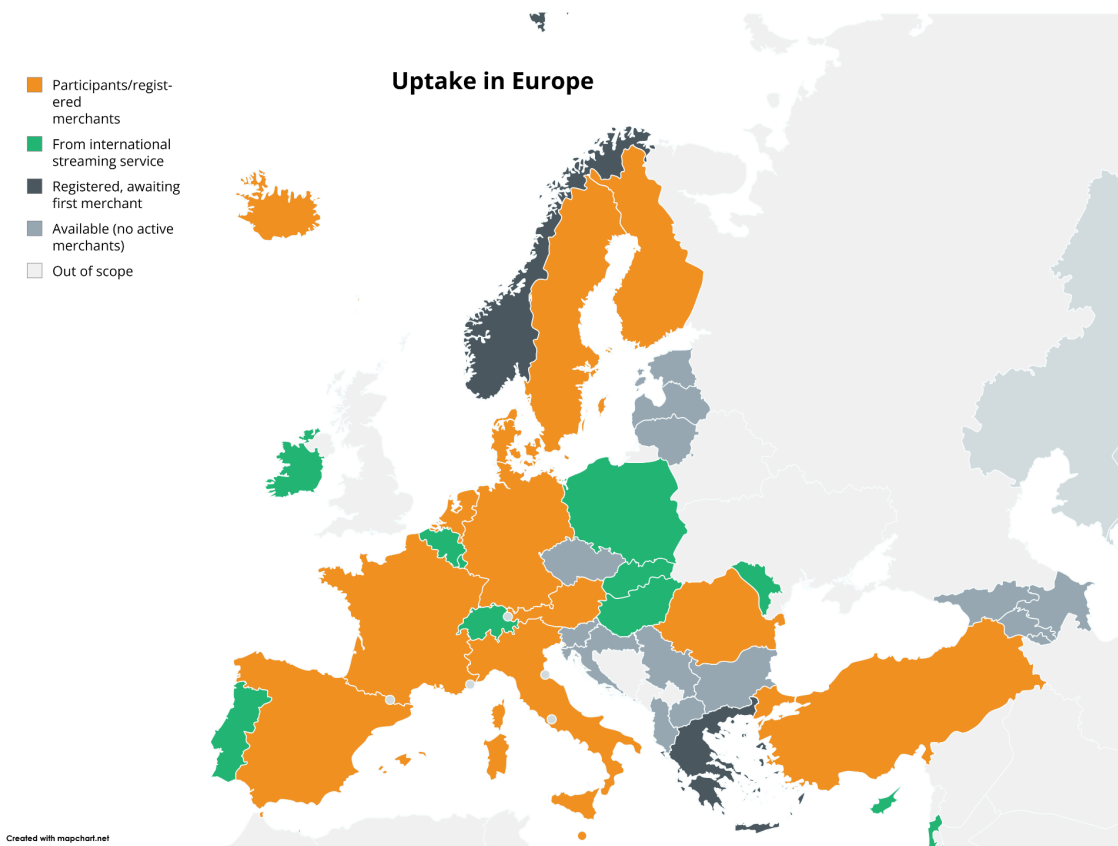 Uptake in Europe
Participants/regist-
ered
merchants
From international
streaming service
Registered, awaiting
first merchant
Available (no active
merchants)
Out of scope
Created with mapchart.net